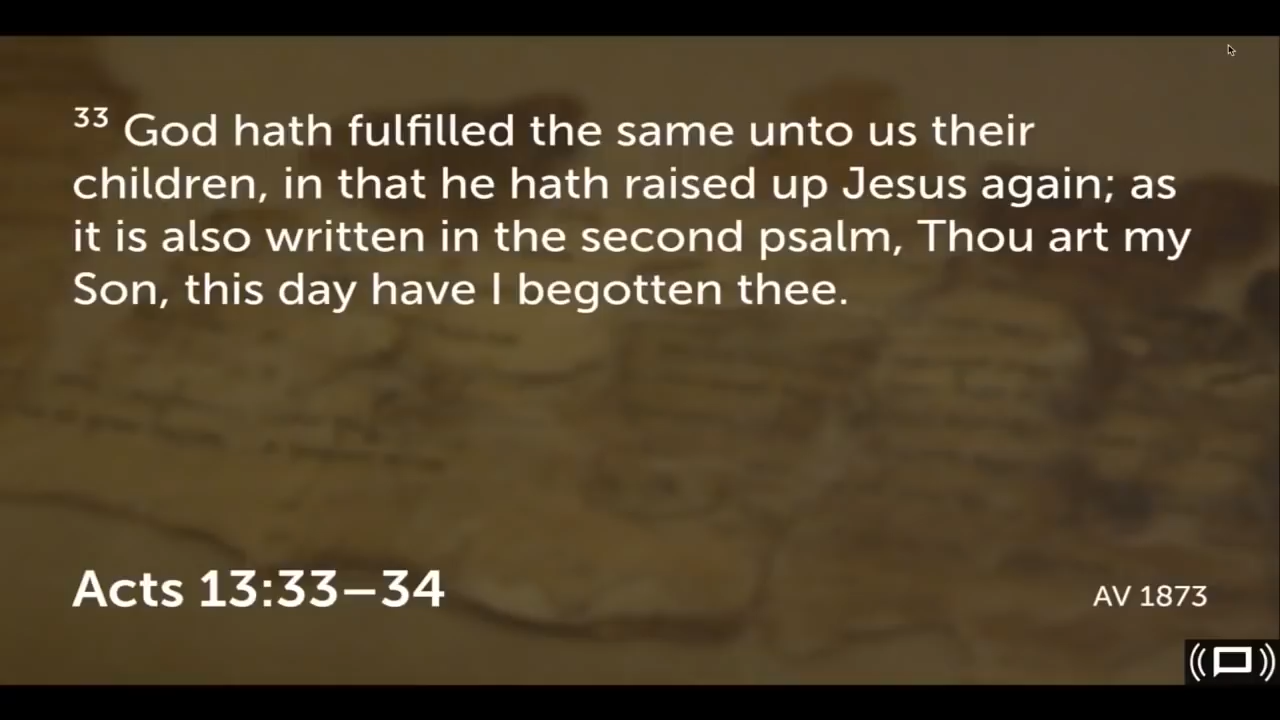 33 God hath fulfilled the same unto us their
children, in that he hath raised up Jesus again; as
it is also written in the second psalm, Thou art my
Son, this day have I begotten thee.
Acts 13:33–34
AV 1873